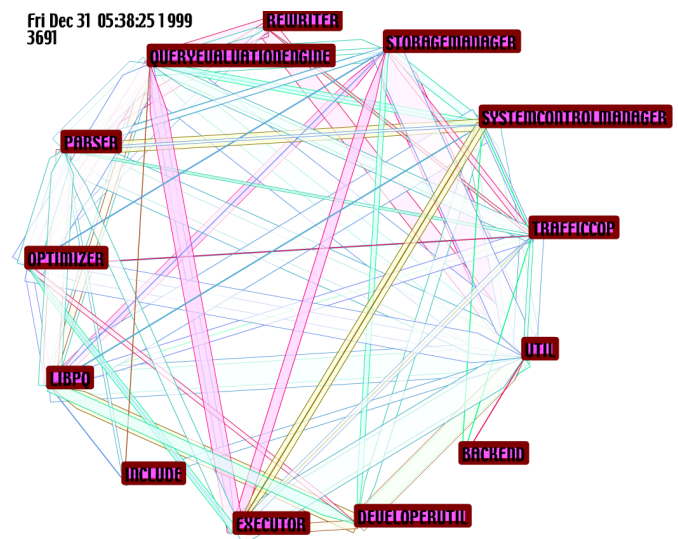 Fri Dec 31 05:38:25 1999
3691
REWRITER
STORAGEMANAGER
QUERYEVALUATIONENGINE
SYSTEMCONTROLMANAGER
PARSER
TRAFFICCOP
OPTIMIZER
UTIL
LIBPQ
BACKEND
INCLUDE
DEVELOPERUTIL
EXECUTOR